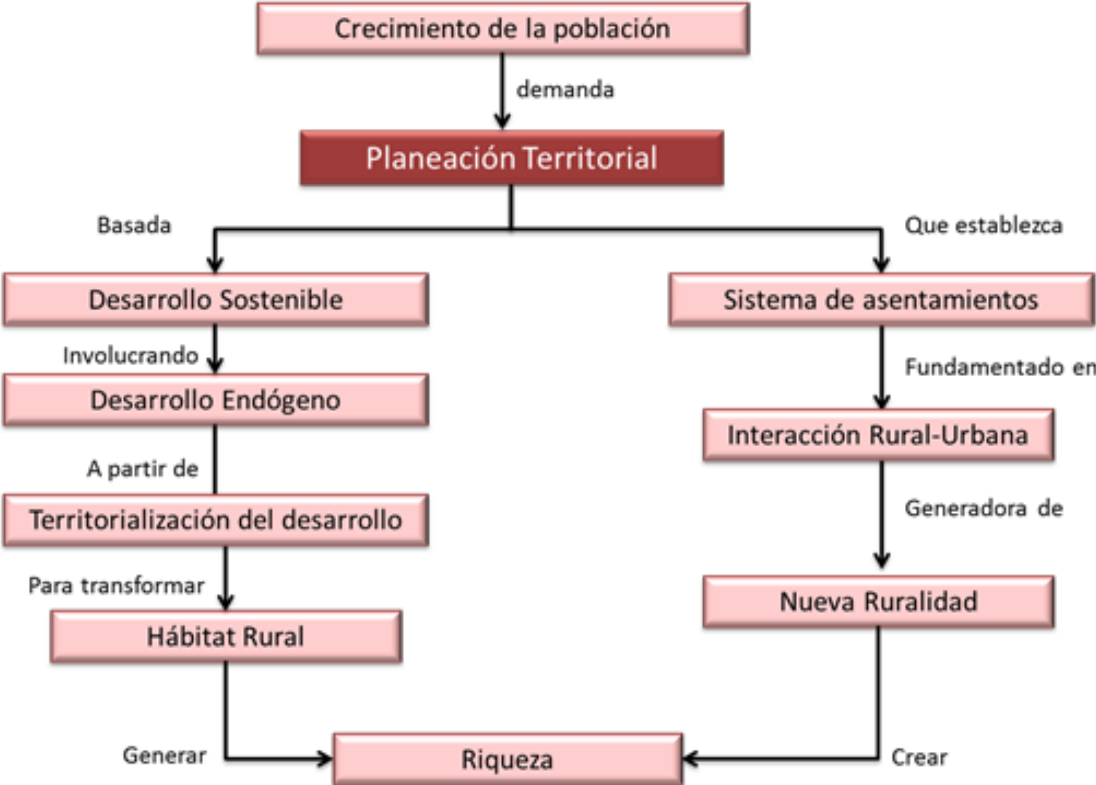 Crecimiento de la población
demanda
Planeación Territorial
Basada
Que establezca
Desarrollo Sostenible
Sistema de asentamientos
Involucrando
Fundamentado en
Desarrollo Endógeno
Interacción Rural-Urbana
A partir de
Generadora de
Territorialización del desarrollo
Para transformar
Nueva Ruralidad
Hábitat Rural
Generar
Riqueza
Crear